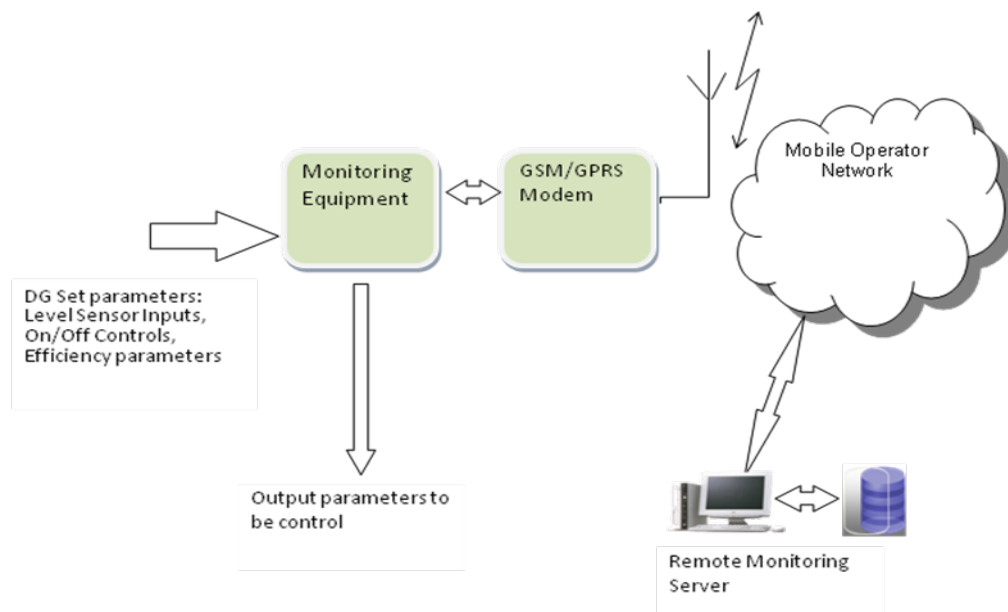 Monitoring
Equipment
GSM/GPRS
Modem
Mobile Operator
Network
DG Set parameters:
Level Sensor Inputs,
On/Off Controls,
Efficiency parameters
Output parameters to
be control
Remote Monitoring
Server